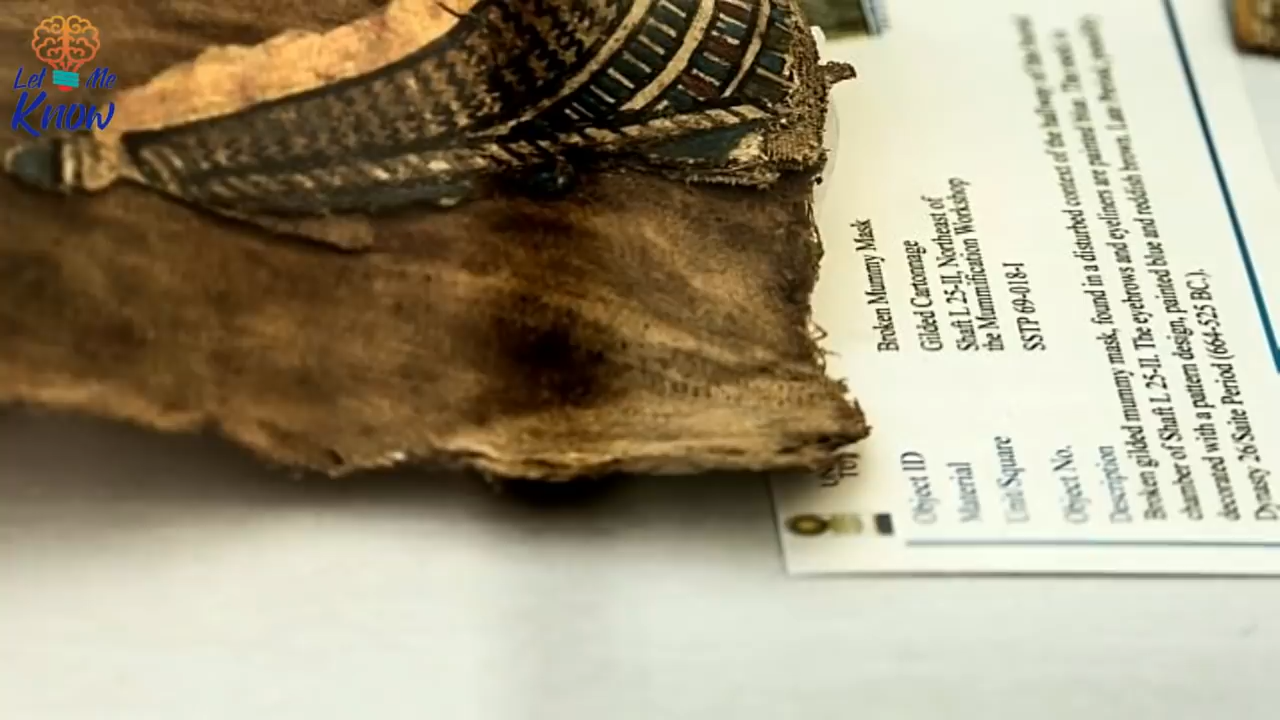 Let Me
Know
Object ID Broken Mummy Mask
Material Gilded Cartonnage
Unit/Square Shaft L 25-II, Northeast of
the Mummification Workshop
Object No. SSTP 69-018-1
Description
Broken gilded mummy mask, found in a disturbed context of the hallway of the burial
chamber of Shaft L 25-II. The eyebrows and eyeliners are painted blue. The neck is
decorated with a pattern design, painted blue and reddish brown. Late Period, possibly
Dynasty 26/Saite Period (664-525 BC.).